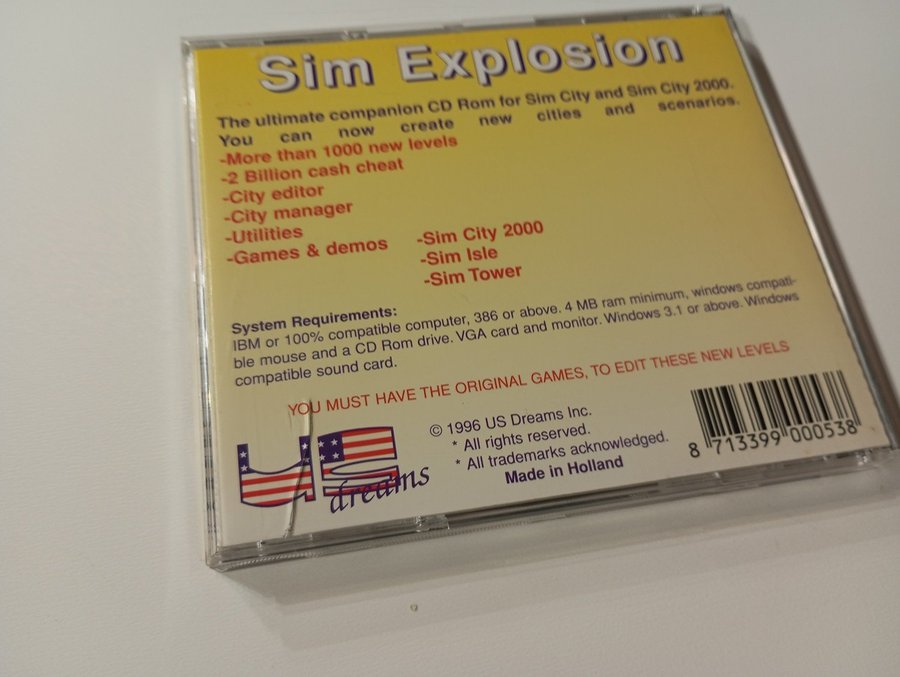 Sim Explosion
The ultimate companion CD Rom for Sim City and Sim City 2000.
You can now create new cities and scenarios.
-More than 1000 new levels
-2 Billion cash cheat
-City editor
-City manager
-Utilities
-Games & demos -Sim City 2000
-Sim Isle
-Sim Tower
System Requirements:
IBM or 100% compatible computer, 386 or above. 4 MB ram minimum, windows compati-
ble mouse and a CD Rom drive. VGA card and monitor. Windows 3.1 or above. Windows
compatible sound card.
YOU MUST HAVE THE ORIGINAL GAMES, TO EDIT THESE NEW LEVELS
US
dreams
© 1996 US Dreams Inc.
* All rights reserved.
* All trademarks acknowledged.
Made in Holland
8 713399 000538